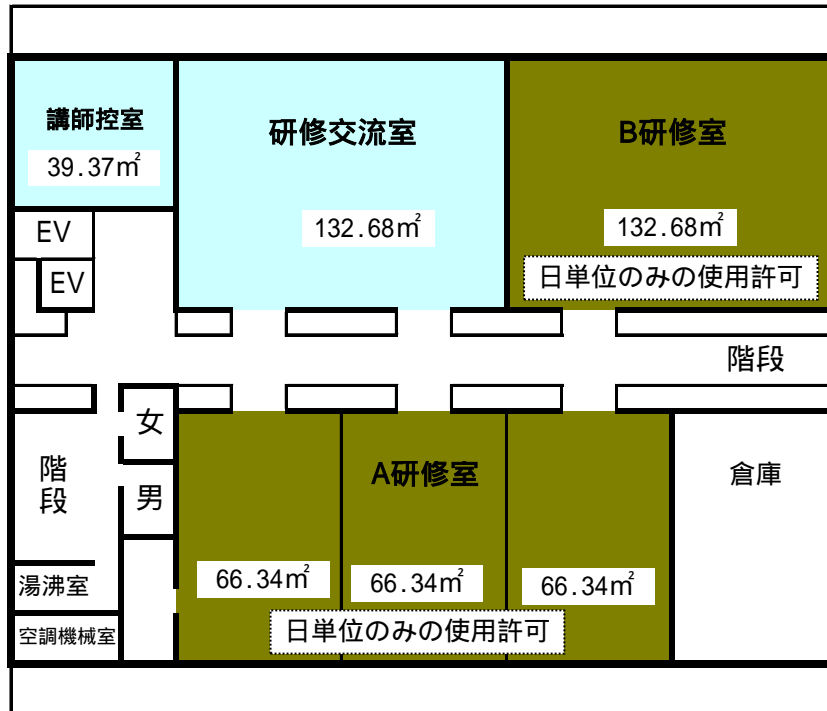 講師控室
39.37㎡
研修交流室
132.68㎡
B研修室
132.68㎡
日単位のみの使用許可
EV
EV
階段
女
男
階段
湯沸室
空調機械室
A研修室
66.34㎡
66.34㎡
66.34㎡
日単位のみの使用許可
倉庫